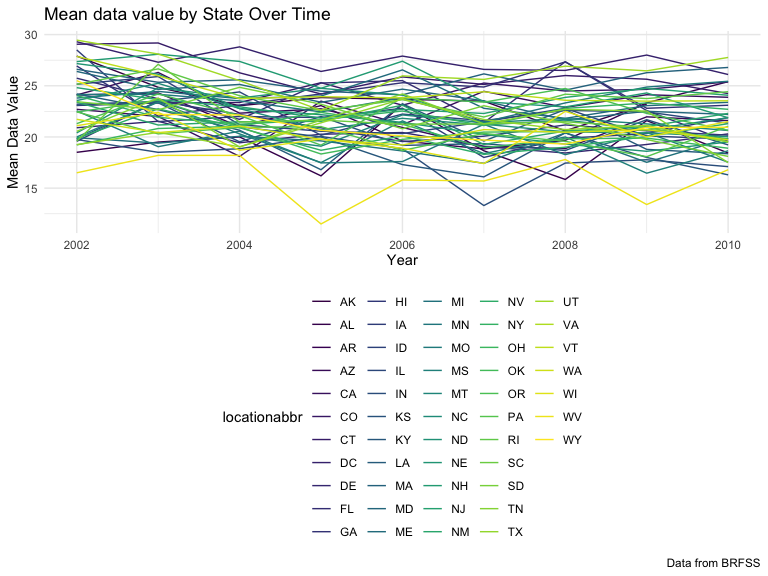 Mean data value by State Over Time
Mean Data Value
30
25
20
15
2002 2004 2006 2008 2010
Year
locationabbr
AK HI MI NV UT
AL IA MN NY VA
AR ID MO OH VT
AZ IL MS OK WA
CA IN MT OR WI
CO KS NC PA WV
CT KY ND RI WY
DC LA NE SC
DE MA NH SD
FL MD NJ TN
GA ME NM TX
Data from BRFSS